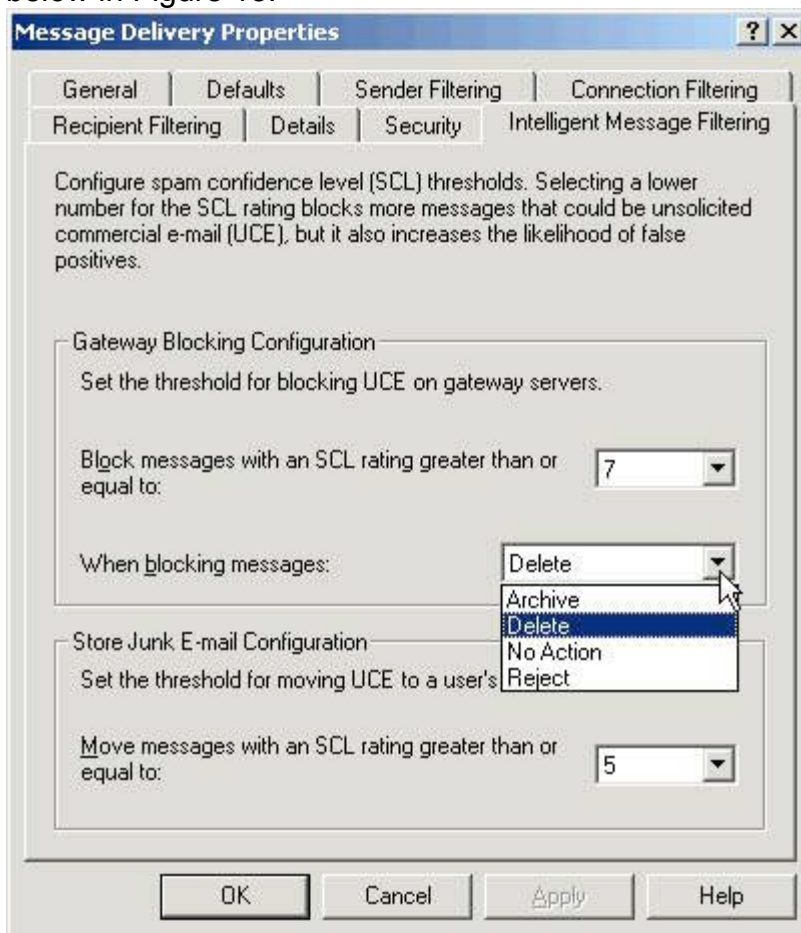 below in Figure 10.
Message Delivery Properties
General Defaults Sender Filtering Connection Filtering
Recipient Filtering Details Security Intelligent Message Filtering
Configure spam confidence level (SCL) thresholds. Selecting a lower
number for the SCL rating blocks more messages that could be unsolicited
commercial e-mail (UCE), but it also increases the likelihood of false
positives.
Gateway Blocking Configuration
Set the threshold for blocking UCE on gateway servers.
Block messages with an SCL rating greater than or
equal to:
7
When blocking messages:
Delete
Archive
Delete
No Action
Reject
Store Junk E-mail Configuration
Set the threshold for moving UCE to a user's
Move messages with an SCL rating greater than or
equal to:
5
OK Cancel Apply Help